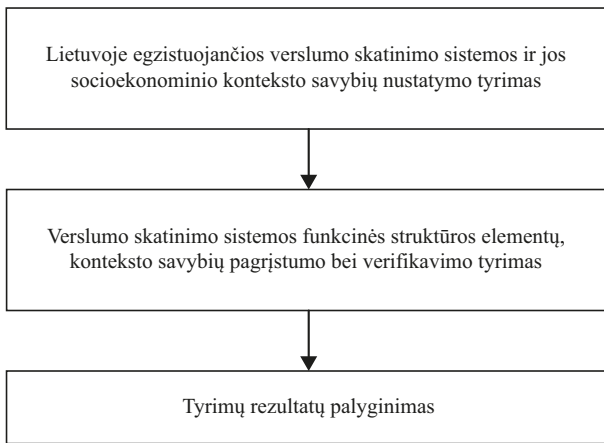 Lietuvoje egzistuojančios verslumo skatinimo sistemos ir jos
socioekonominio konteksto savybių nustatymo tyrimas
Verslumo skatinimo sistemos funkcinės struktūros elementų,
konteksto savybių pagrįstumo bei verifikavimo tyrimas
Tyrimų rezultatų palyginimas